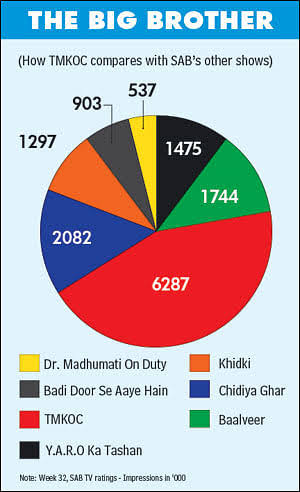 THE BIG BROTHER
(How TMKOC compares with SAB's other shows)
537
903
1297
1475
1744
2082
6287
Dr. Madhumati On Duty
Khidki
Badi Door Se Aaye Hain
Chidiya Ghar
TMKOC
Baalveer
Y.A.R.O Ka Tashan
Note: Week 32, SAB TV ratings - Impressions in '000